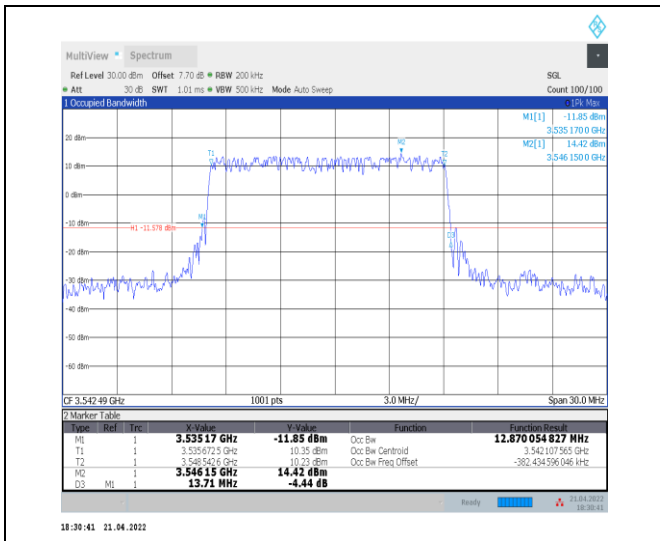 MultiView Spectrum
Ref Level 30.00 dBm Offset 7.70 dB RBW 200 kHz SGL
Att 30 dB SWT 1.01 ms VBW 500 kHz Mode Auto Sweep Count 100/100
1 Occupied Bandwidth 1Pk Max
M1[1] -11.85 dBm
3.535 170 0 GHz
M2[1] 14.42 dBm
3.546 150 0 GHz
20 dBm
M2
T1
10 dBm
0 dBm
M1
-10 dBm
H1 -11.578 dBm
D3
-30 dBm
-40 dBm
-50 dBm
-60 dBm
CF 3.542 49 GHz 1001 pts 3.0 MHz/ Span 30.0 MHz
2 Marker Table
Type Ref Trc X-Value Y-Value Function Function Result
M1 1 3.535 17 GHz -11.85 dBm Occ Bw 12.870 054 827 MHz
T1 1 3.535 672 5 GHz 10.35 dBm Occ Bw Centroid 3.542 107 565 GHz
T2 1 3.548 542 6 GHz 10.23 dBm Occ Bw Freq Offset -382.434 596 046 kHz
M2 1 3.546 15 GHz 14.42 dBm
D3 M1 1 13.71 MHz -4.44 dB
Ready 21.04.2022
18:30:41
18:30:41 21.04.2022